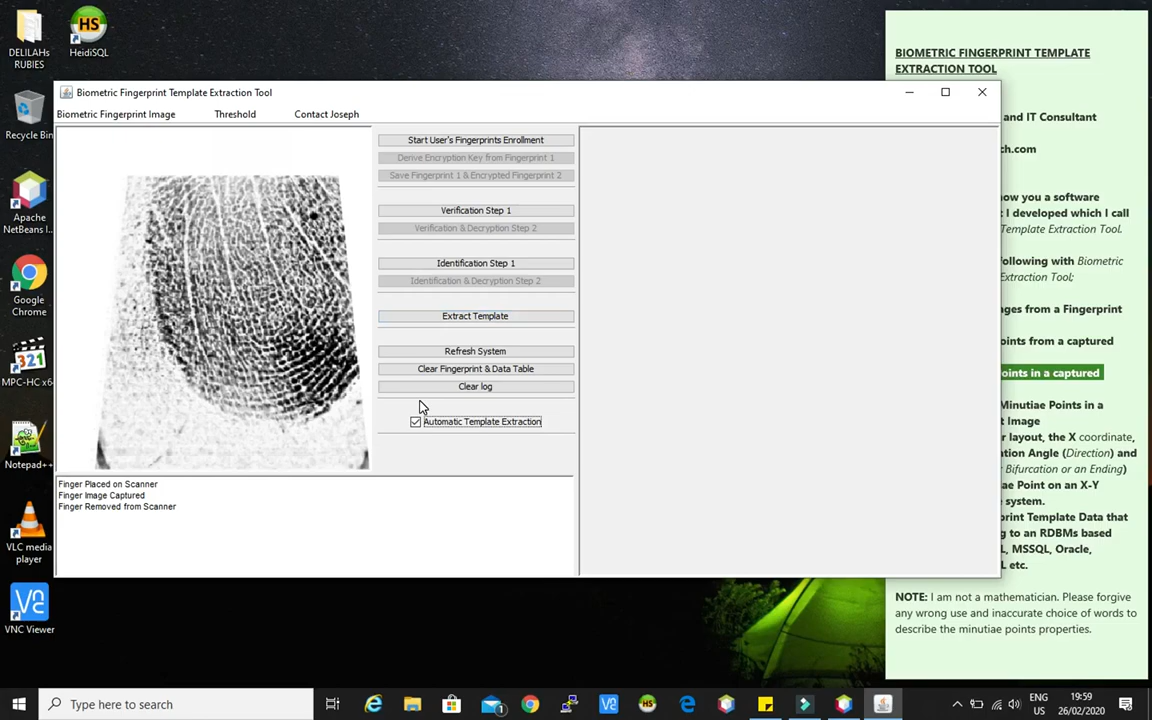 DELILAHs
RUBIES
HeidiSQL
Recycle Bin
Apache
NetBeans I...
Google
Chrome
MPC-HC x6
Notepad++
VLC media
player
VNC Viewer
Biometric Fingerprint Template Extraction Tool
Biometric Fingerprint Image Threshold Contact Joseph
Start User's Fingerprints Enrollment
Derive Encryption Key from Fingerprint 1
Save Fingerprint 1 & Encrypted Fingerprint 2
Verification Step 1
Verification & Decryption Step 2
Identification Step 1
Identification & Decryption Step 2
Extract Template
Refresh System
Clear Fingerprint & Data Table
Clear log
Automatic Template Extraction
Finger Placed on Scanner
Finger Image Captured
Finger Removed from Scanner
BIOMETRIC FINGERPRINT TEMPLATE
EXTRACTION TOOL
and IT Consultant
ch.com
now you a software
I developed which I call
Template Extraction Tool.
following with Biometric
Extraction Tool;
ges from a Fingerprint
points from a captured
oints in a captured
Minutiae Points in a
t Image
r layout, the X coordinate,
tion Angle (Direction) and
Bifurcation or an Ending)
ae Point on an X-Y
e system.
print Template Data that
g to an RDBMs based
L, MSSQL, Oracle,
L etc.
NOTE: I am not a mathematician. Please forgive
any wrong use and inaccurate choice of words to
describe the minutiae points properties.
Type here to search
ENG
US
19:59
26/02/2020